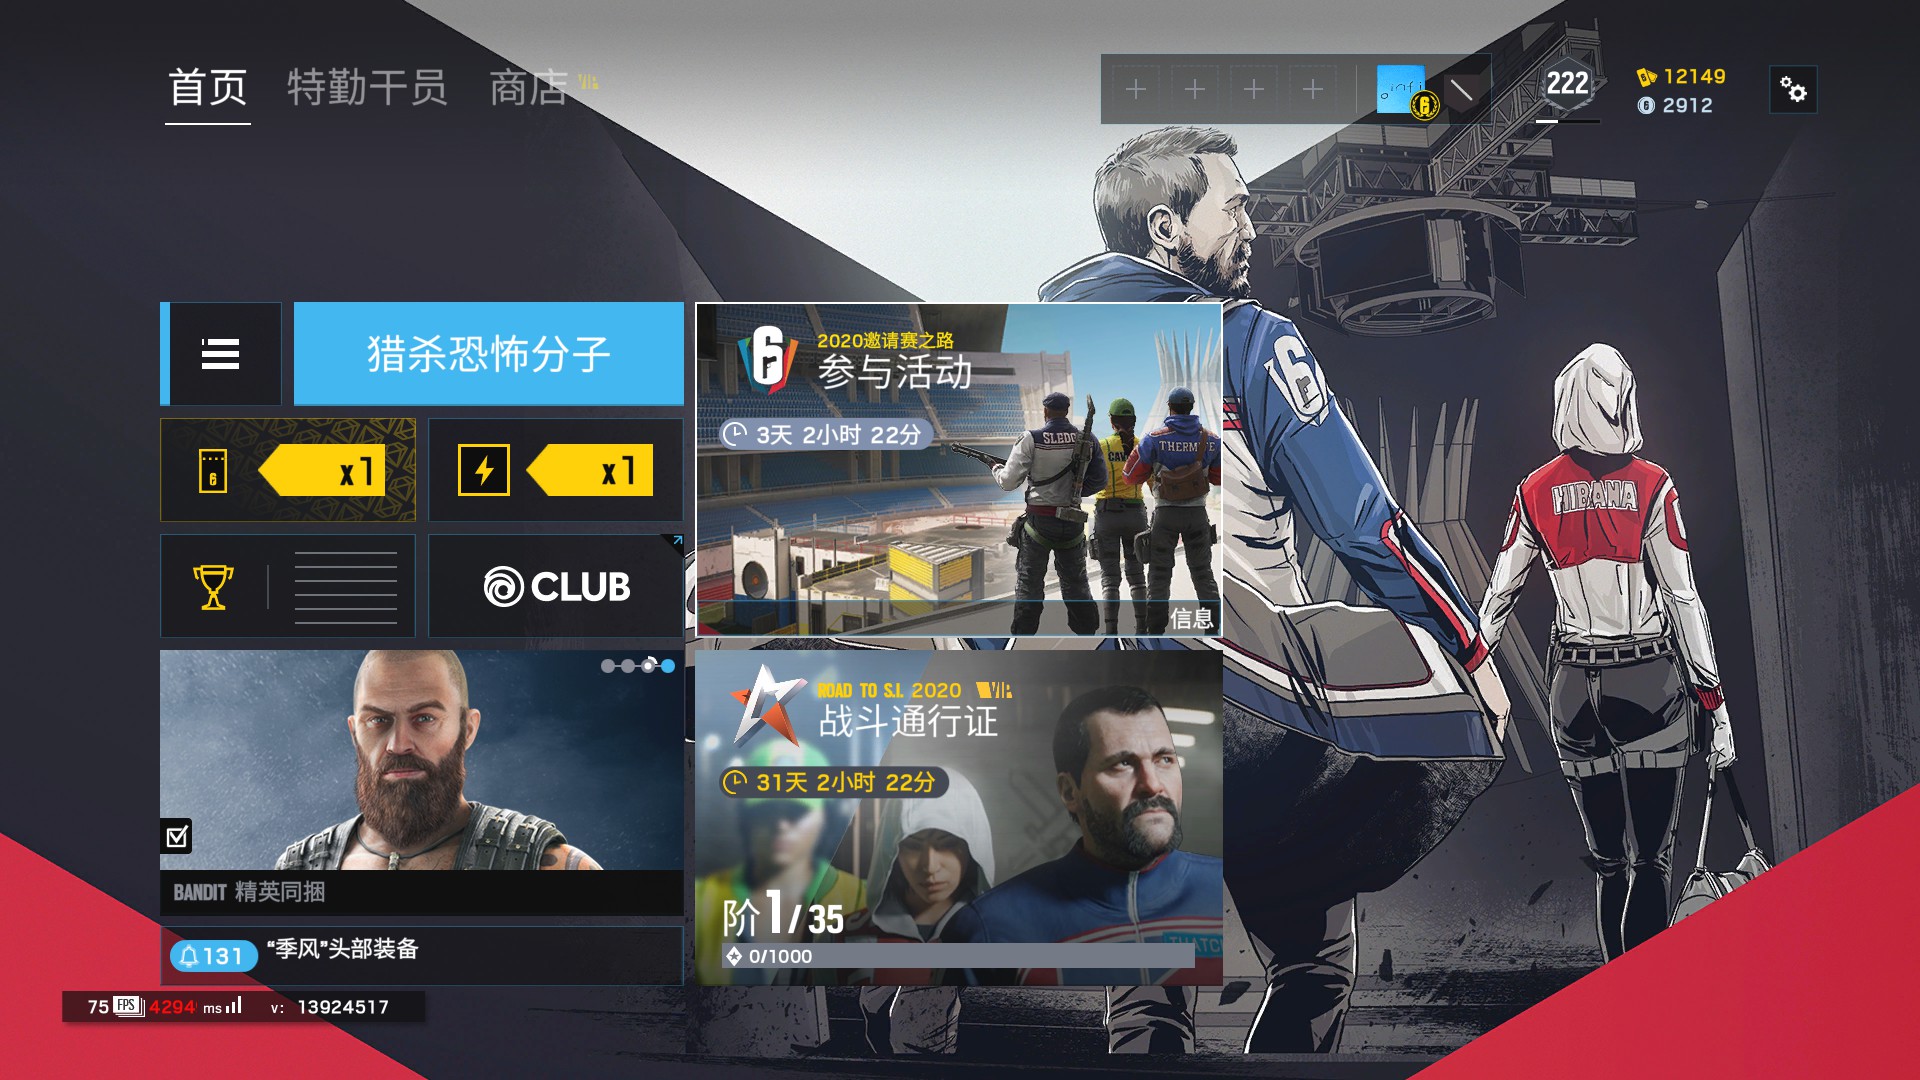 首页 特勤干员 商店
222
12149
2912
猎杀恐怖分子
x1
x1
CLUB
2020邀请赛之路
参与活动
3天 2小时 22分
SLEDG
THERMITE
信息
HIBANA
ROAD TO S.I. 2020
战斗通行证
31天 2小时 22分
阶1/35
0/1000
BANDIT 精英同捆
131 “季风”头部装备
75 FPS 4294 ms v: 13924517